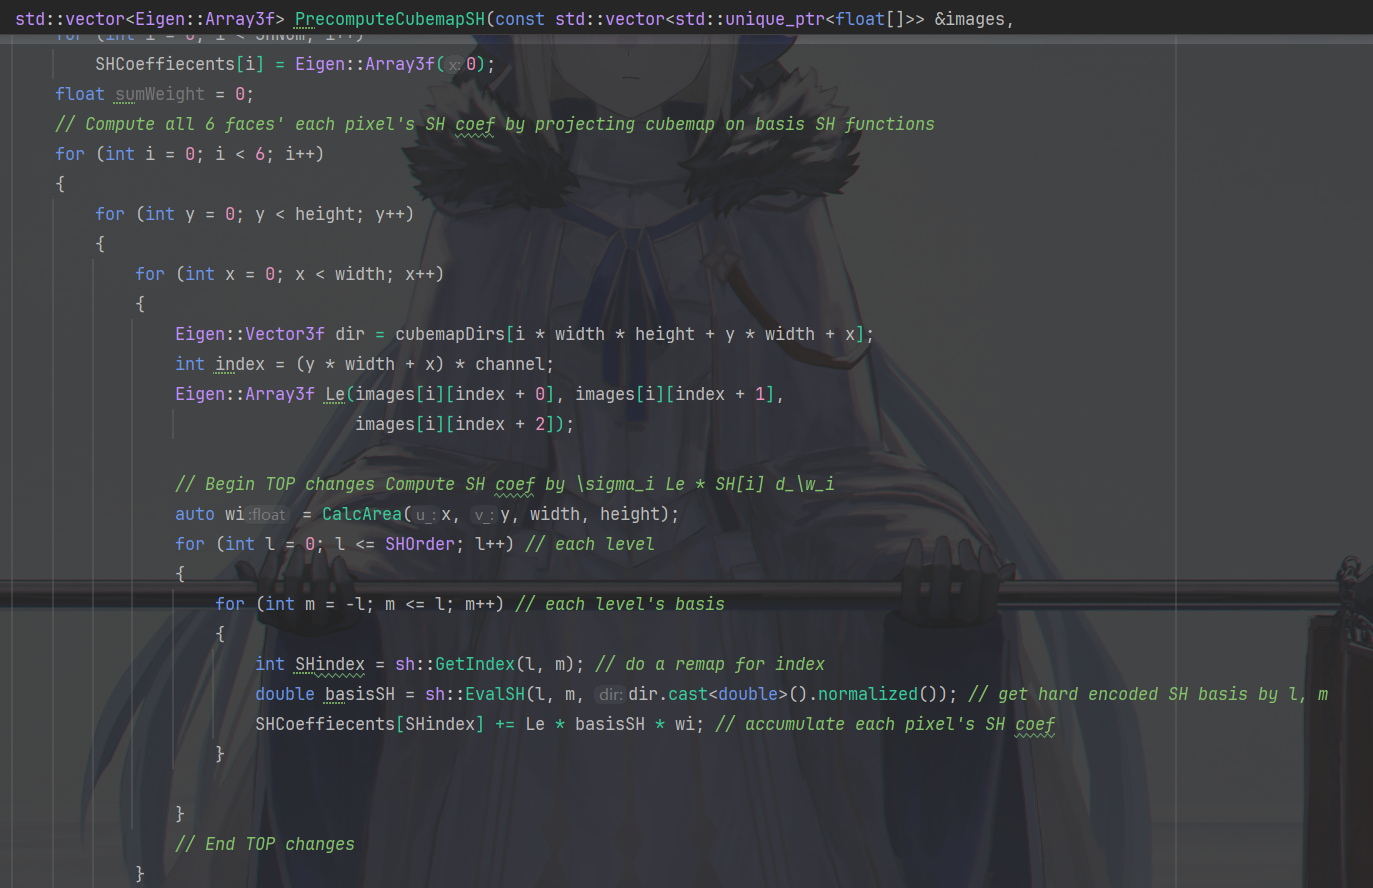 std::vector<Eigen::Array3f> PrecomputeCubemapSH(const std::vector<std::unique_ptr<float[]>> &images,
for (int i = 0; i < SHNum; i++)
SHCoeffiecents[i] = Eigen::Array3f( x: 0);
float sumWeight = 0;
// Compute all 6 faces' each pixel's SH coef by projecting cubemap on basis SH functions
for (int i = 0; i < 6; i++)
{
for (int y = 0; y < height; y++)
{
for (int x = 0; x < width; x++)
{
Eigen::Vector3f dir = cubemapDirs[i * width * height + y * width + x];
int index = (y * width + x) * channel;
Eigen::Array3f Le(images[i][index + 0], images[i][index + 1],
images[i][index + 2]);
// Begin TOP changes Compute SH coef by \sigma_i Le * SH[i] d_\w_i
auto wi :float = CalcArea( u_: x, v_: y, width, height);
for (int l = 0; l <= SHOrder; l++) // each level
{
for (int m = -l; m <= l; m++) // each level's basis
{
int SHindex = sh::GetIndex(l, m); // do a remap for index
double basisSH = sh::EvalSH(l, m, dir: dir.cast<double>().normalized()); // get hard encoded SH basis by l, m
SHCoeffiecents[SHindex] += Le * basisSH * wi; // accumulate each pixel's SH coef
}
}
// End TOP changes
}